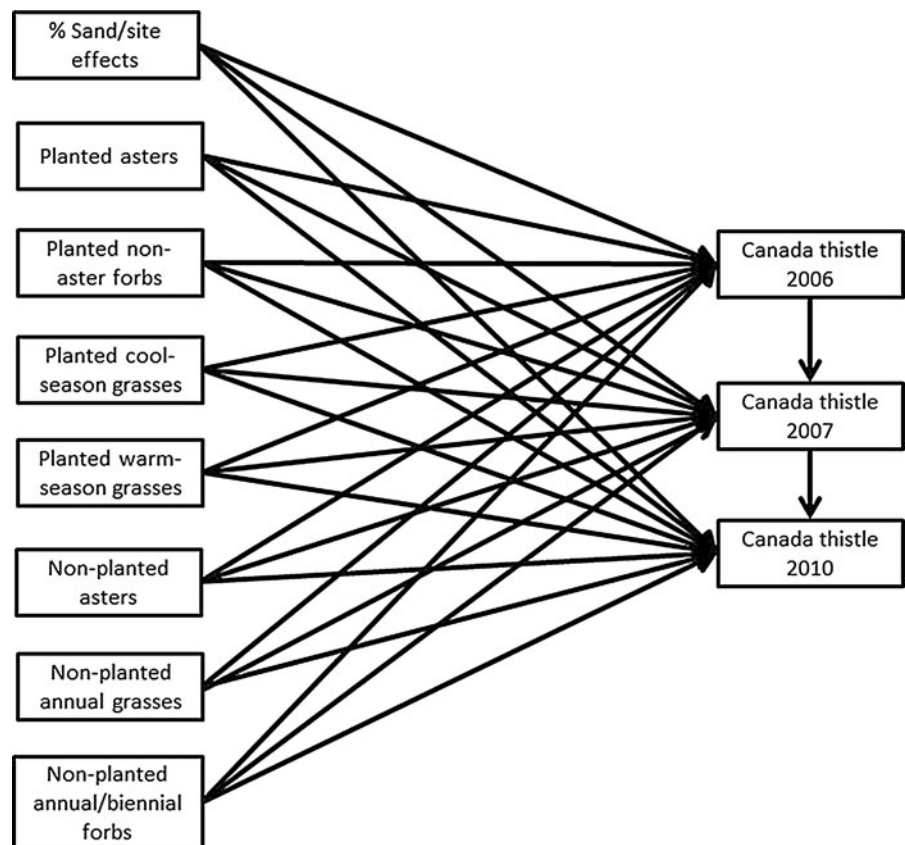 % Sand/site
effects
Planted asters
Planted non-
aster forbs
Planted cool-
season grasses
Planted warm-
season grasses
Non-planted
asters
Non-planted
annual grasses
Non-planted
annual/biennial
forbs
Canada thistle
2006
Canada thistle
2007
Canada thistle
2010